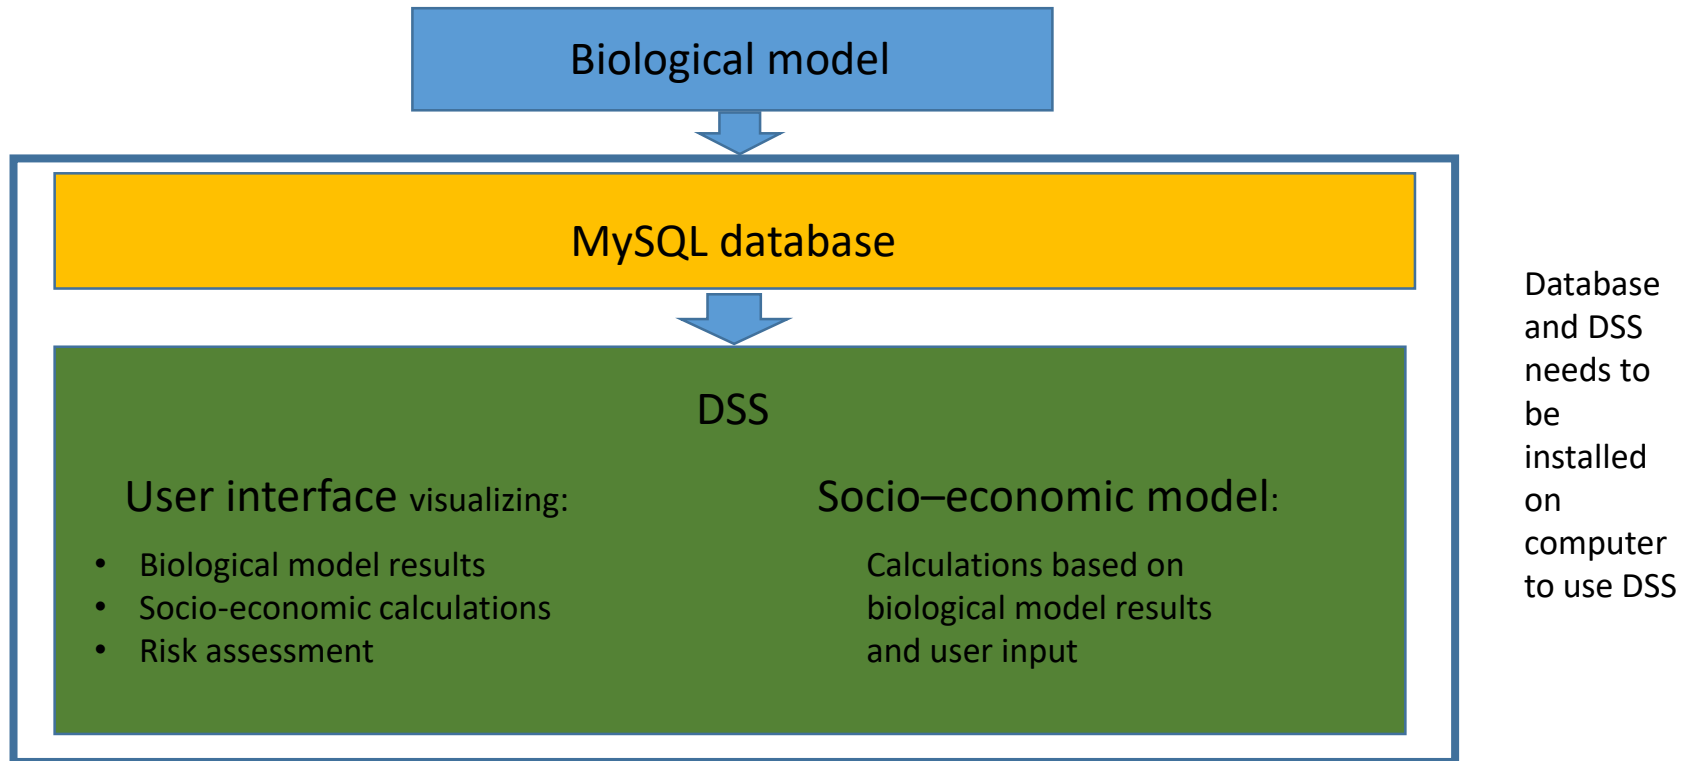 Biological model
MySQL database
DSS
User interface visualizing:
• Biological model results
• Socio-economic calculations
• Risk assessment
Socio–economic model:
Calculations based on
biological model results
and user input
Database
and DSS
needs to
be
installed
on
computer
to use DSS